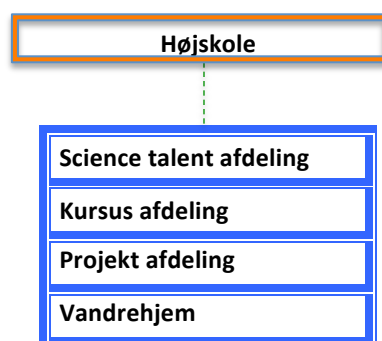 Højskole
Science talent afdeling
Kursus afdeling
Projekt afdeling
Vandrehjem